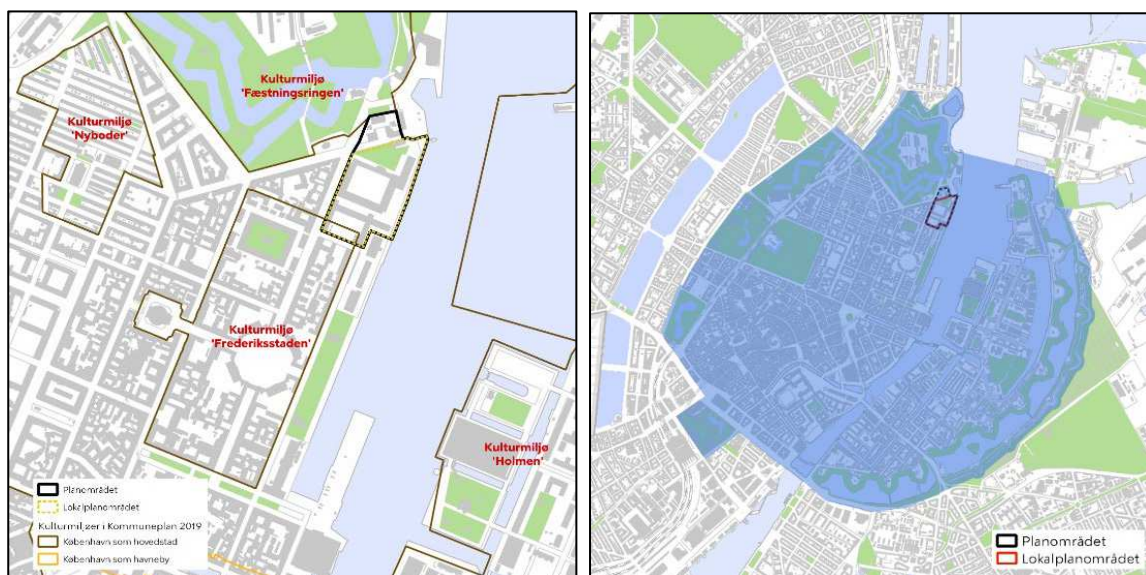 Kulturmiljø
'Fæstningsringen'
Kulturmiljø
'Nyboder'
Kulturmiljø
'Frederiksstaden'
Kulturmiljø
'Holmen'
Planområdet
Lokalplanområdet
Kulturmiljøer i Kommuneplan 2019
København som hovedstad
København som havneby
Planområdet
Lokalplanområdet